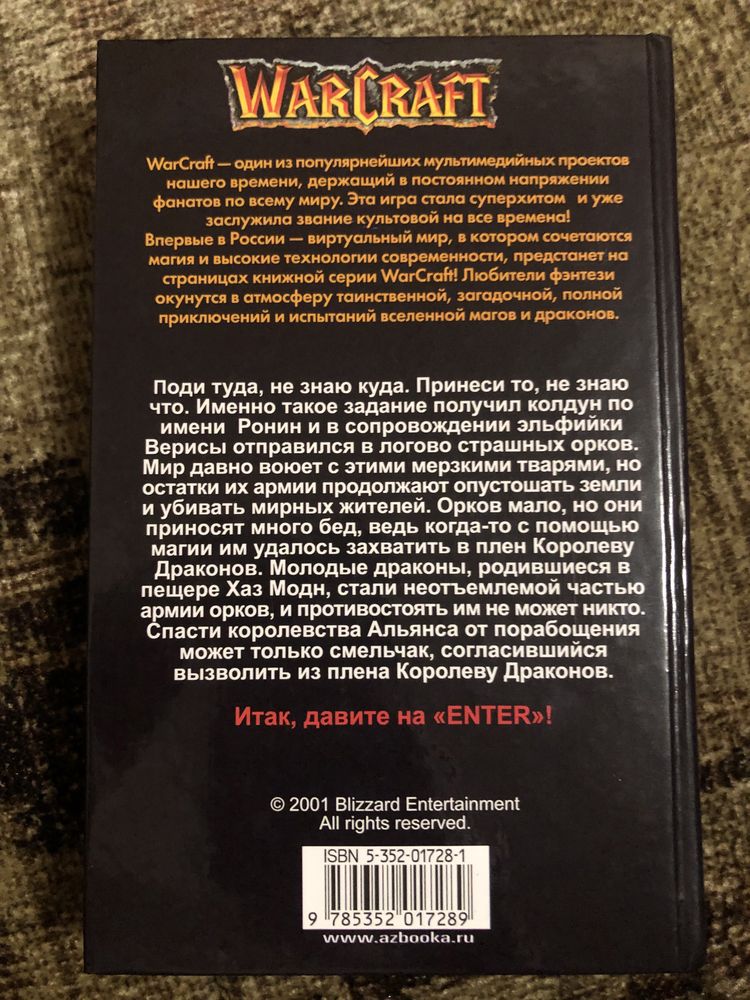 WARCRAFT
WarCraft — один из популярнейших мультимедийных проектов
нашего времени, держащий в постоянном напряжении
фанатов по всему миру. Эта игра стала суперхитом и уже
заслужила звание культовой на все времена!
Впервые в России — виртуальный мир, в котором сочетаются
магия и высокие технологии современности, предстанет на
страницах книжной серии WarCraft! Любители фэнтези
окунутся в атмосферу таинственной, загадочной, полной
приключений и испытаний вселенной магов и драконов.
Поди туда, не знаю куда. Принеси то, не знаю
что. Именно такое задание получил колдун по
имени Ронин и в сопровождении эльфийки
Верисы отправился в логово страшных орков.
Мир давно воюет с этими мерзкими тварями, но
остатки их армии продолжают опустошать земли
и убивать мирных жителей. Орков мало, но они
приносят много бед, ведь когда-то с помощью
магии им удалось захватить в плен Королеву
Драконов. Молодые драконы, родившиеся в
пещере Хаз Модн, стали неотъемлемой частью
армии орков, и противостоять им не может никто.
Спасти королевства Альянса от порабощения
может только смельчак, согласившийся
вызволить из плена Королеву Драконов.
Итак, давите на «ENTER»!
© 2001 Blizzard Entertainment
All rights reserved.
ISBN 5-352-01728-1
9 785352 017289
www.azbooka.ru